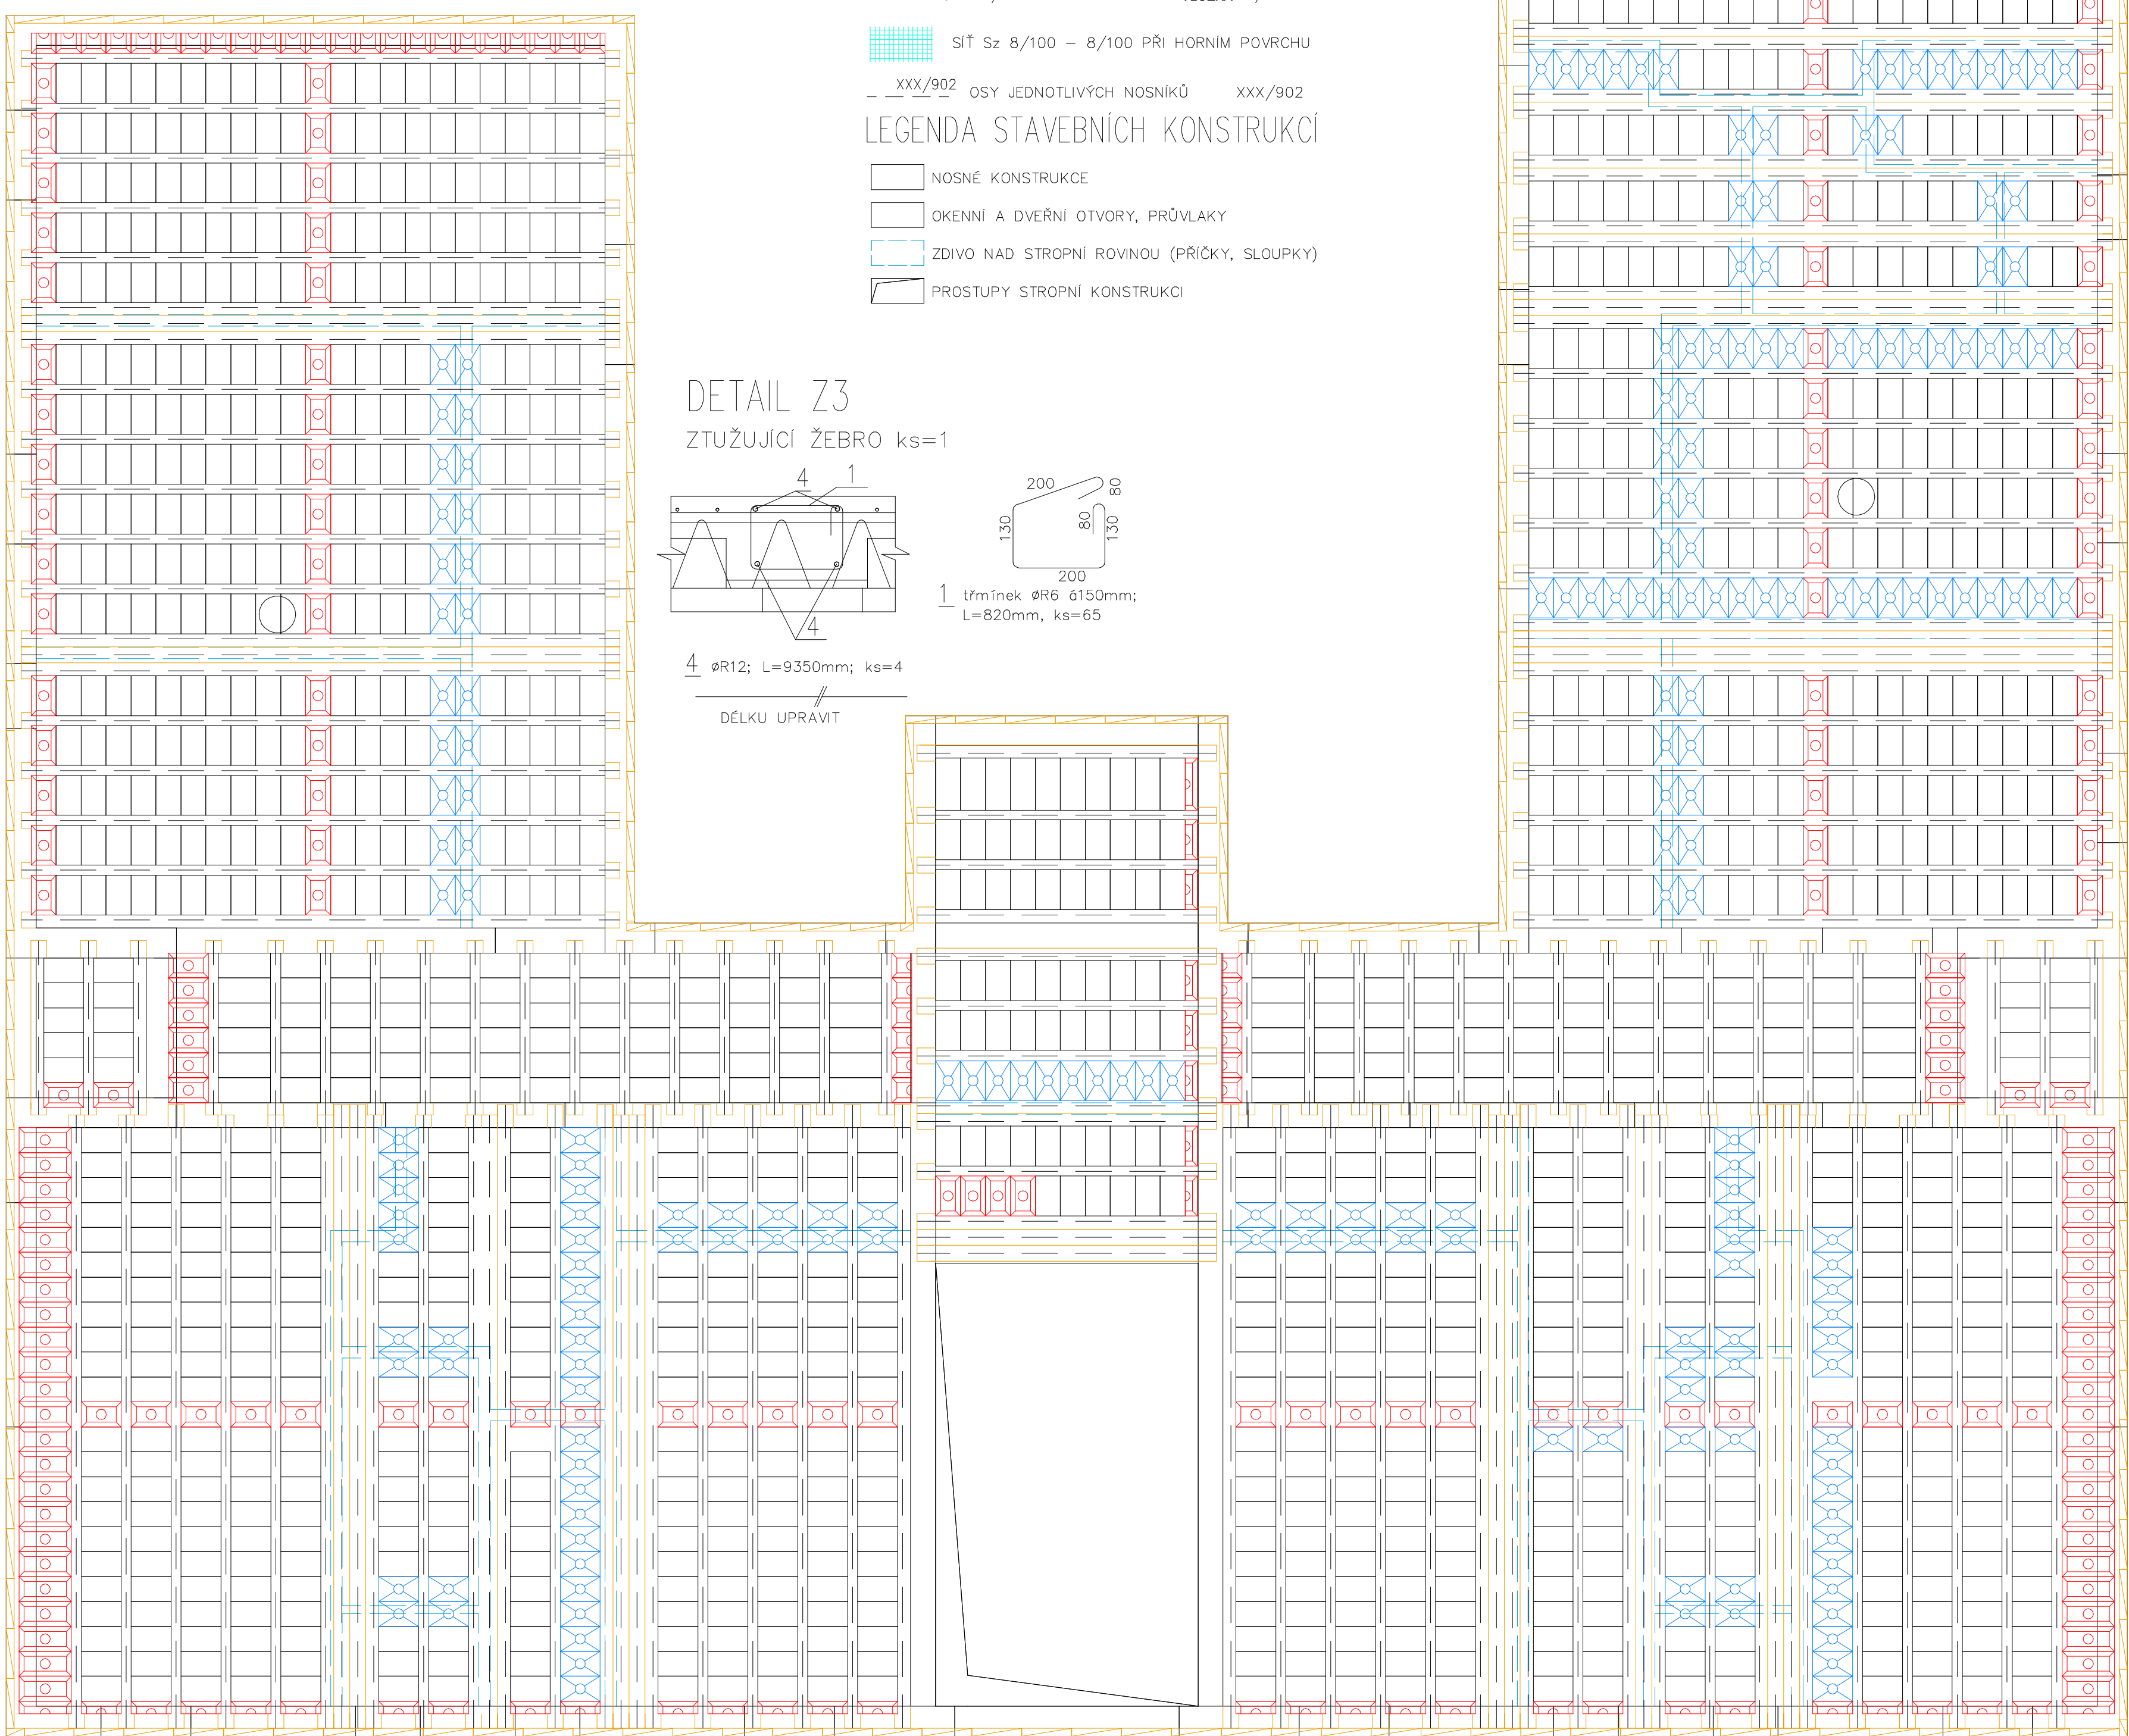 SÍŤ Sz 8/100 – 8/100 PŘI HORNÍM POVRCHU
XXX/902 OSY JEDNOTLIVÝCH NOSNÍKŮ XXX/902
LEGENDA STAVEBNÍCH KONSTRUKCÍ
NOSNÉ KONSTRUKCE
OKENNÍ A DVEŘNÍ OTVORY, PRŮVLAKY
ZDIVO NAD STROPNÍ ROVINOU (PŘÍČKY, SLOUPKY)
PROSTUPY STROPNÍ KONSTRUKCI
DETAIL Z3
ZTUŽUJÍCÍ ŽEBRO ks=1
4 1
200 80
130 80 130
200
1 třmínek øR6 á150mm;
L=820mm, ks=65
4
4 øR12; L=9350mm; ks=4
DÉLKU UPRAVIT